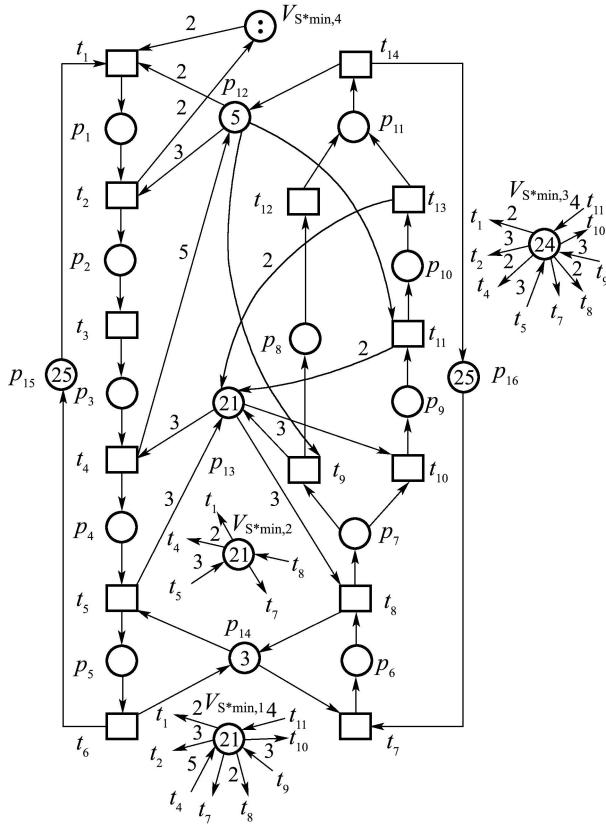 2 V_{S*min,4}
t_1 t_14
2 p_12 2
5
p_1 3 p_11
t_2 t_12 t_13 V_{S*min,3} 4 t_11
t_1 2 t_10
p_2 5 2 p_10 t_2 3 24 3
t_4 2 3 2 t_9
t_5 t_7 t_8
t_3 p_8 t_11
2
p_15 25 p_3 25 p_16
21 p_9
3 3
t_4 p_13 t_9 t_10
3 3
t_1 V_{S*min,2}
p_4 t_4 2 p_7
3 21 t_8
t_5 t_7
t_5 t_8
p_14
p_5 3 p_6
V_{S*min,1}
t_6 t_1 2 4 t_11 t_7
t_2 3 21 t_10
5 3
t_4 t_7 2 t_8 t_9